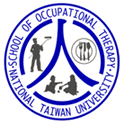 SCHOOL OF OCCUPATIONAL THERAPY
NATIONAL TAIWAN UNIVERSITY